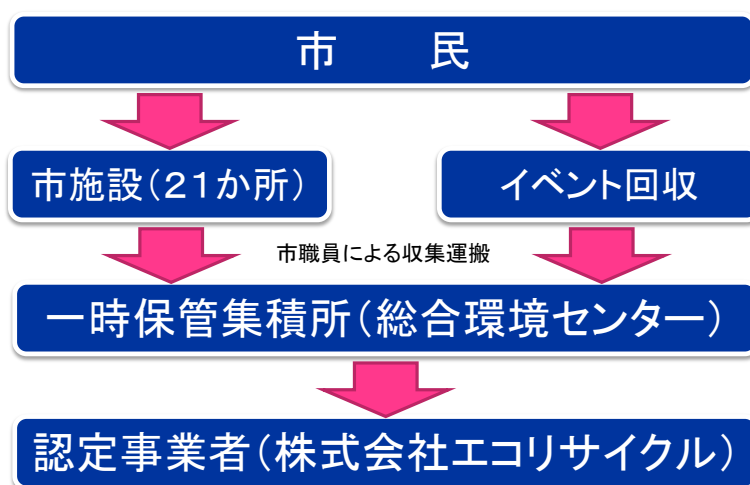 市　　民
市施設（２１か所）
イベント回収
市職員による収集運搬
一時保管集積所（総合環境センター）
認定事業者（株式会社エコリサイクル）